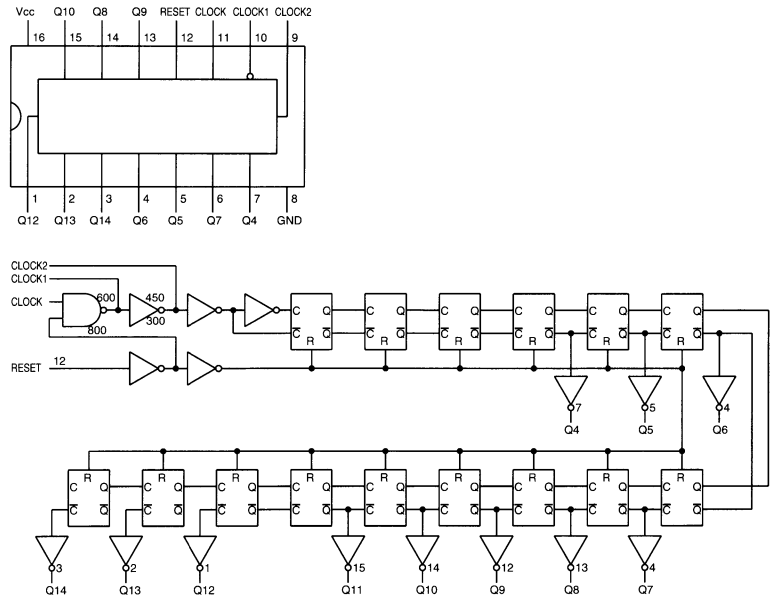 Vcc Q10 Q8 Q9 RESET CLOCK CLOCK1 CLOCK2
16 15 14 13 12 11 10 9
1 2 3 4 5 6 7 8
Q12 Q13 Q14 Q6 Q5 Q7 Q4 GND
CLOCK2
CLOCK1
CLOCK 600 450
800 300
C Q C Q C Q C Q C Q C Q
C̅ Q̅ C̅ Q̅ C̅ Q̅ C̅ Q̅ C̅ Q̅ C̅ Q̅
R R R R R R
RESET 12
7 5 4
Q4 Q5 Q6
R R R R R R R R R
C Q C Q C Q C Q C Q C Q C Q C Q C Q
C̅ Q̅ C̅ Q̅ C̅ Q̅ C̅ Q̅ C̅ Q̅ C̅ Q̅ C̅ Q̅ C̅ Q̅ C̅ Q̅
3 2 1 15 14 12 13 4
Q14 Q13 Q12 Q11 Q10 Q9 Q8 Q7